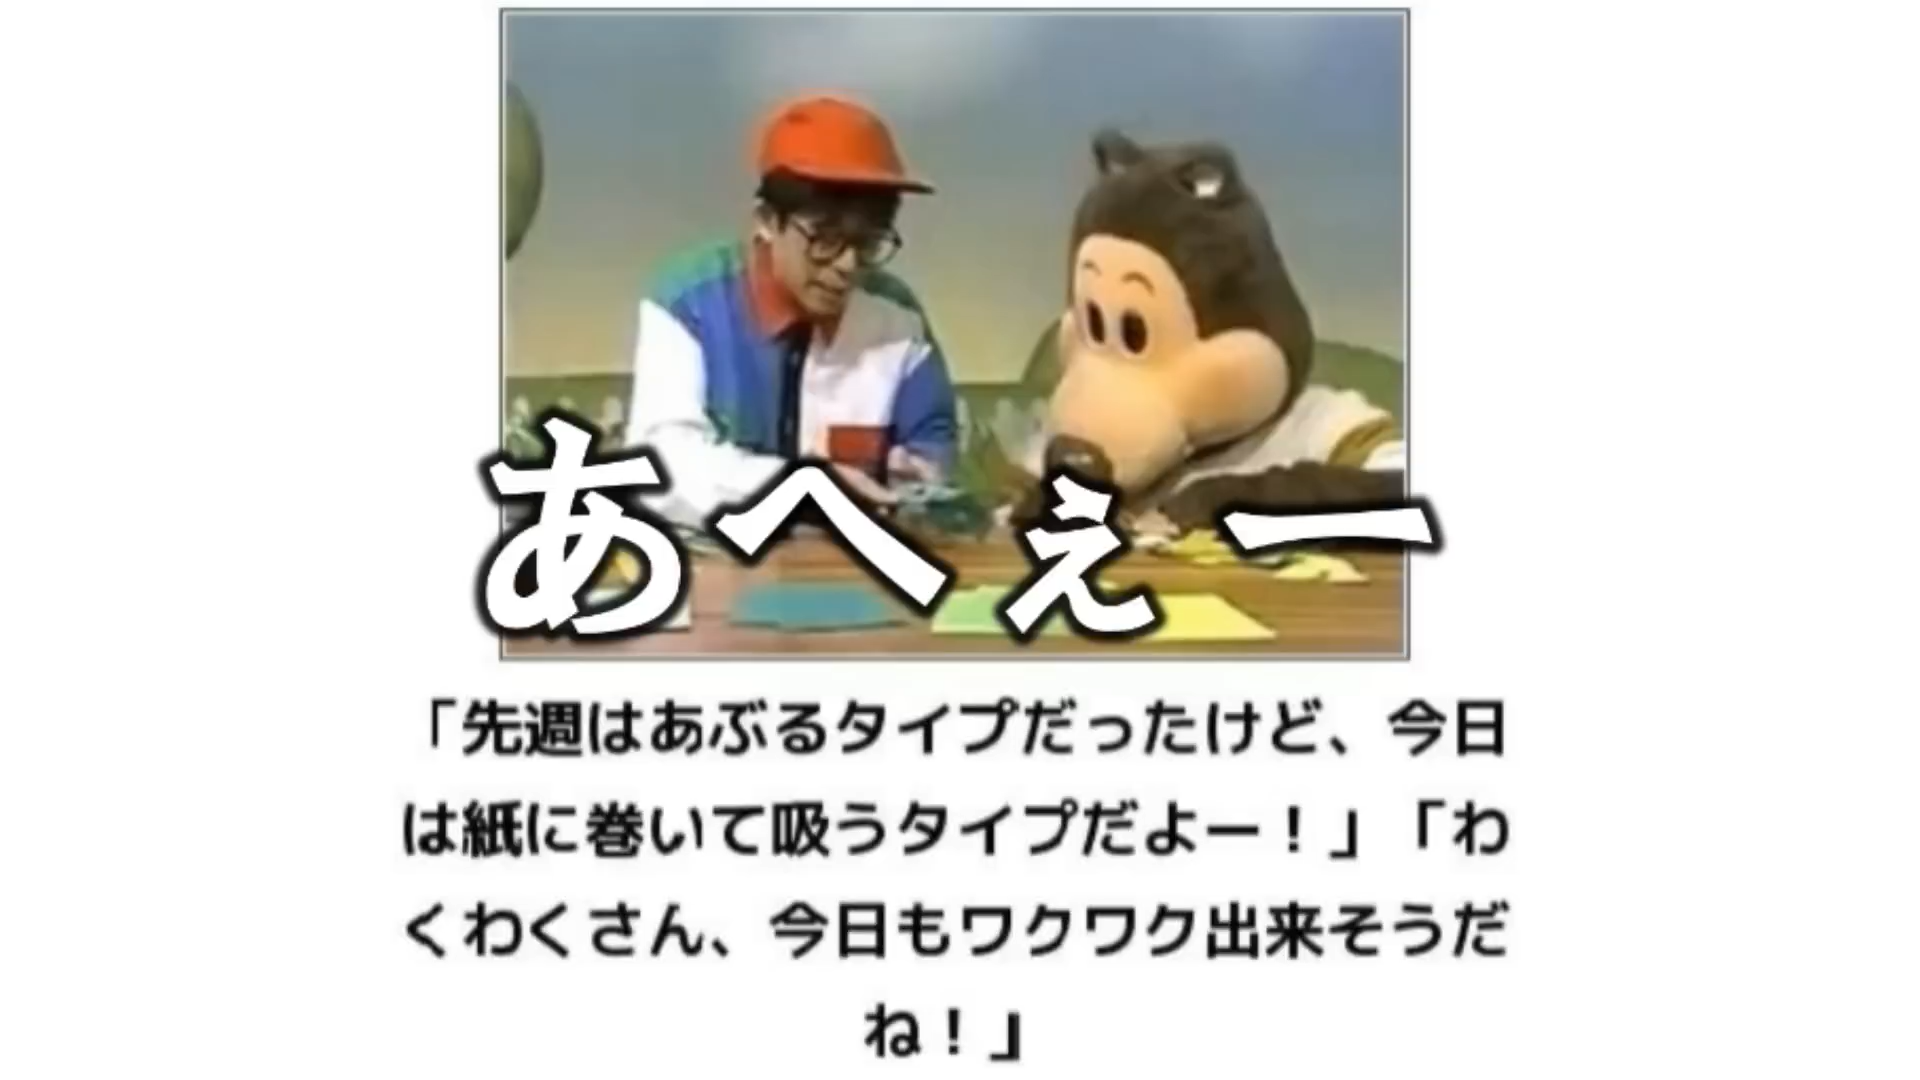 あへぇー
「先週はあぶるタイプだったけど、今日
は紙に巻いて吸うタイプだよー！」「わ
くわくさん、今日もワクワク出来そうだ
ね！」